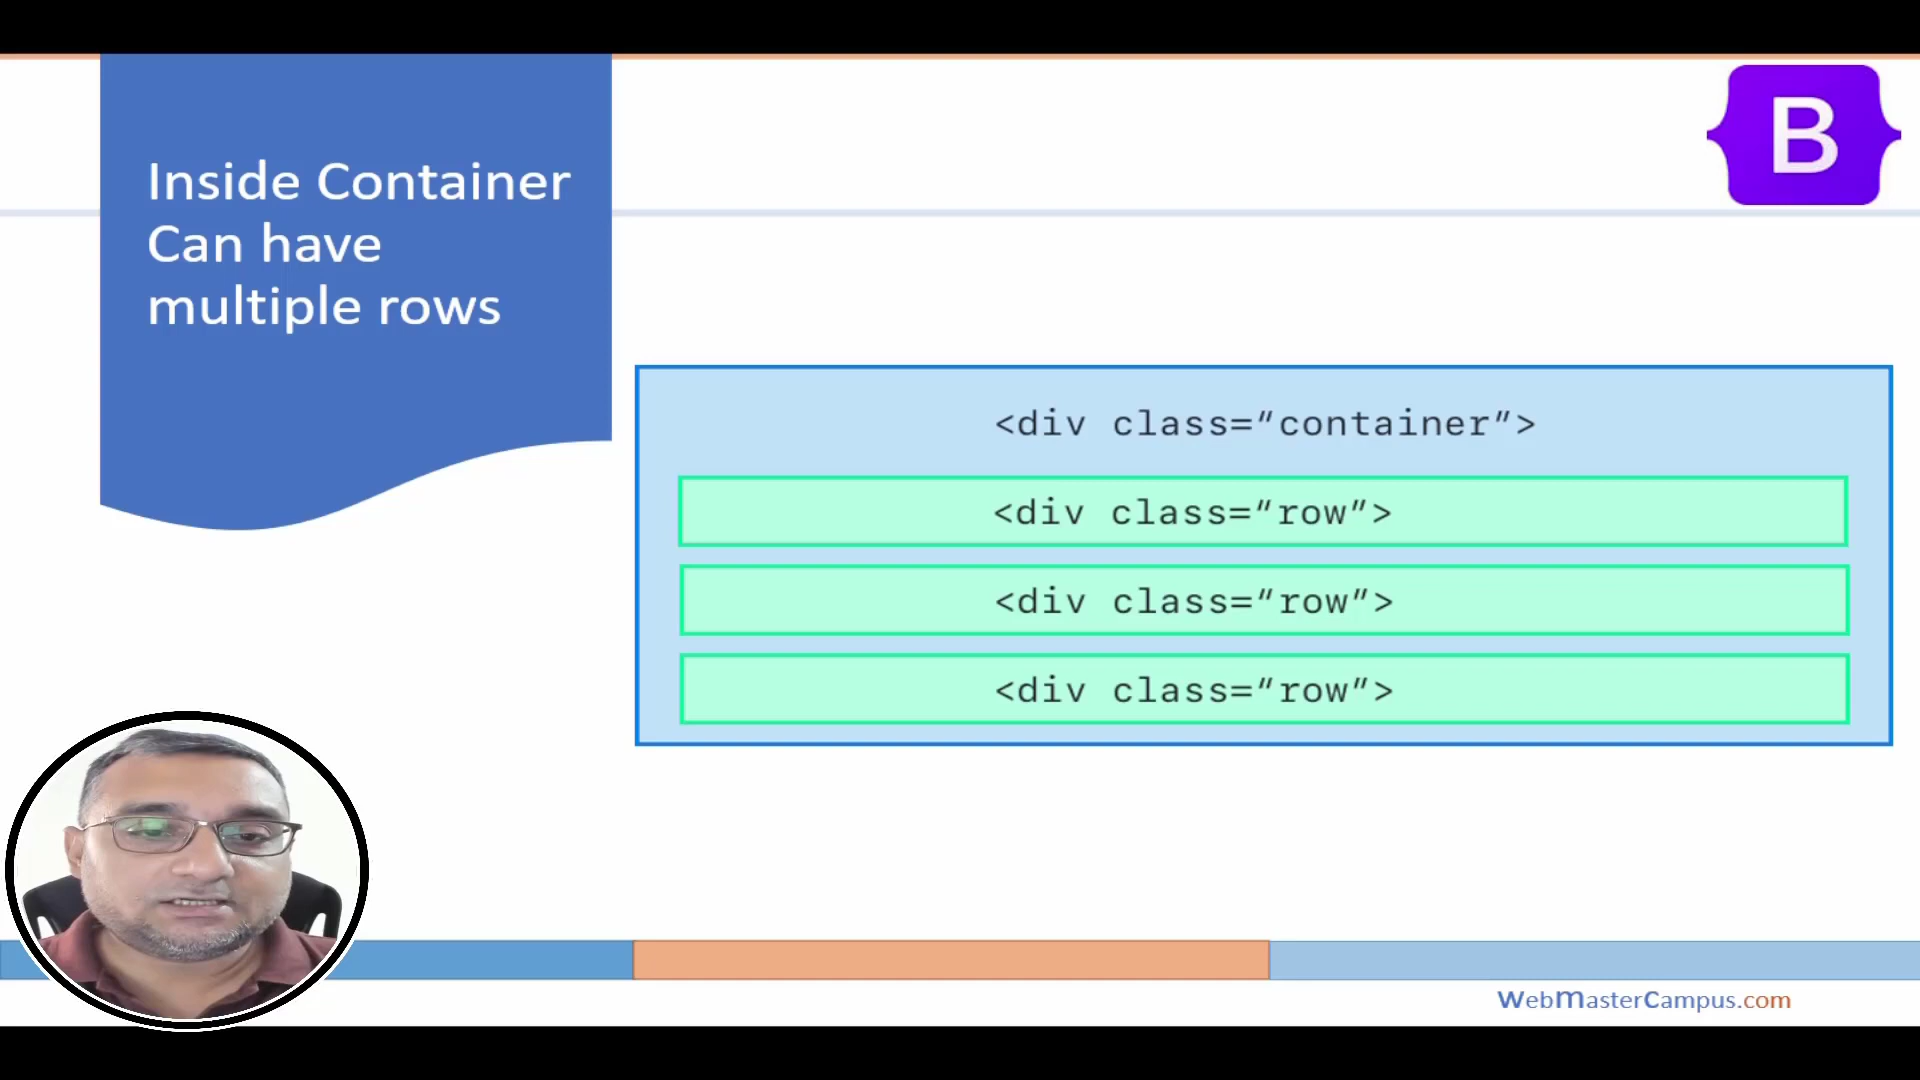 B
Inside Container
Can have
multiple rows
<div class=“container”>
<div class=“row”>
<div class=“row”>
<div class=“row”>
WebMasterCampus.com